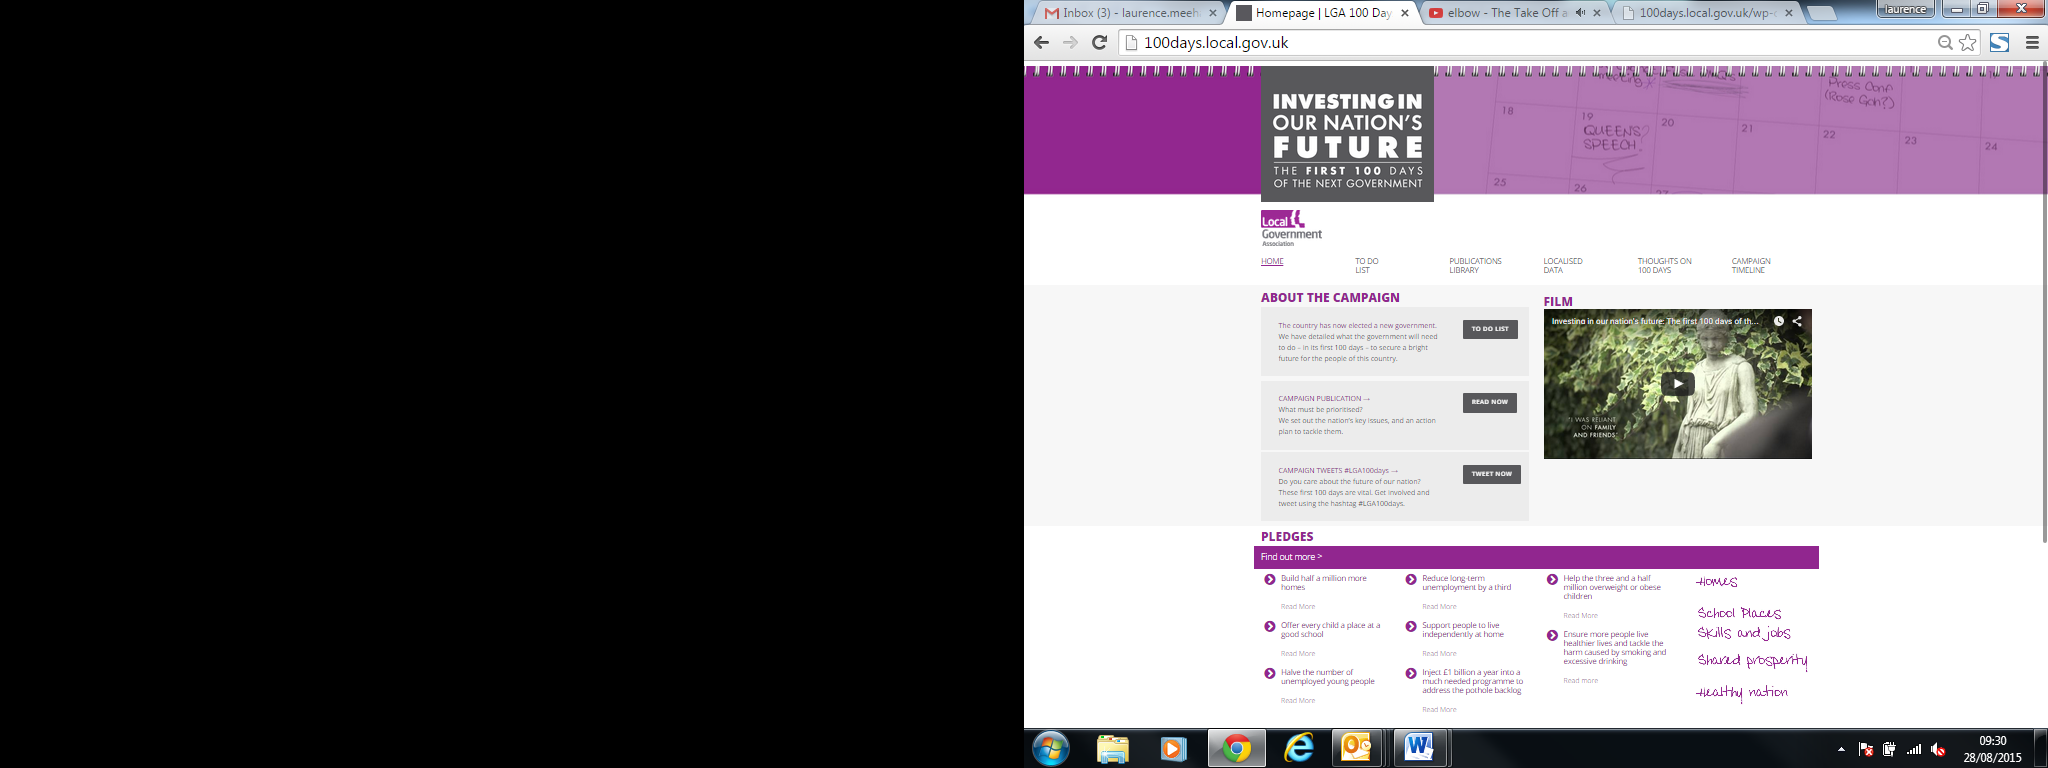 Inbox (3) - laurence.meeh
Homepage | LGA 100 Day
elbow - The Take Off a
100days.local.gov.uk/wp-
laurence
100days.local.gov.uk
INVESTING IN
OUR NATION'S
FUTURE
THE FIRST 100 DAYS
OF THE NEXT GOVERNMENT
Press Conf
(Rose Gdn?)
18
19
QUEENS?
SPEECH!
20
21
22
23
24
25
26
Local
Government
Association
HOME
TO DO
LIST
PUBLICATIONS
LIBRARY
LOCALISED
DATA
THOUGHTS ON
100 DAYS
CAMPAIGN
TIMELINE
ABOUT THE CAMPAIGN
The country has now elected a new government.
We have detailed what the government will need
to do – in its first 100 days – to secure a bright
future for the people of this country.
TO DO LIST
CAMPAIGN PUBLICATION →
What must be prioritised?
We set out the nation's key issues, and an action
plan to tackle them.
READ NOW
CAMPAIGN TWEETS #LGA100days →
Do you care about the future of our nation?
These first 100 days are vital. Get involved and
tweet using the hashtag #LGA100days.
TWEET NOW
FILM
Investing in our nation's future: The first 100 days of th...
"I WAS RELIANT
ON FAMILY
AND FRIENDS"
PLEDGES
Find out more >
Build half a million more
homes
Read More
Offer every child a place at a
good school
Read More
Halve the number of
unemployed young people
Read More
Reduce long-term
unemployment by a third
Read More
Support people to live
independently at home
Read More
Inject £1 billion a year into a
much needed programme to
address the pothole backlog
Read More
Help the three and a half
million overweight or obese
children
Read More
Ensure more people live
healthier lives and tackle the
harm caused by smoking and
excessive drinking
Read more
Homes
School Places
Skills and jobs
Shared prosperity
Healthy nation
09:30
28/08/2015